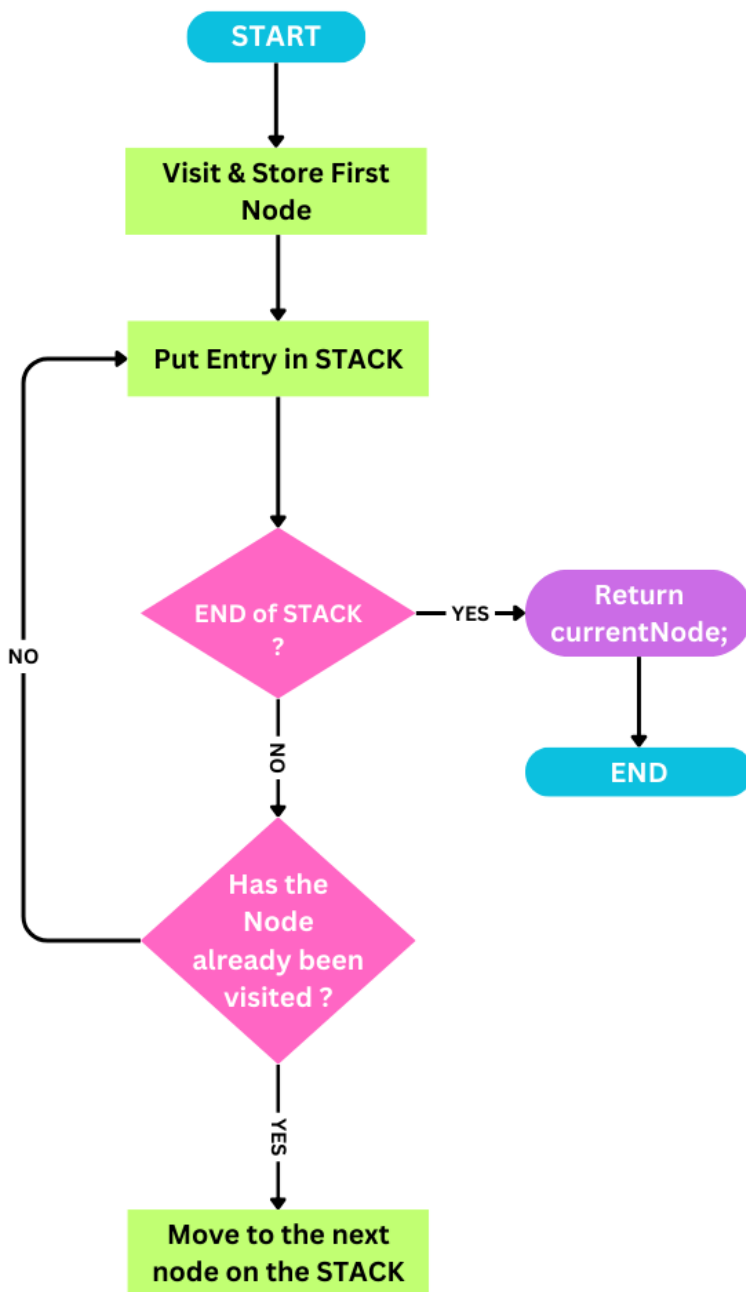 START
Visit & Store First
Node
Put Entry in STACK
END of STACK
?
YES
Return
currentNode;
END
NO
NO
Has the
Node
already been
visited ?
YES
Move to the next
node on the STACK